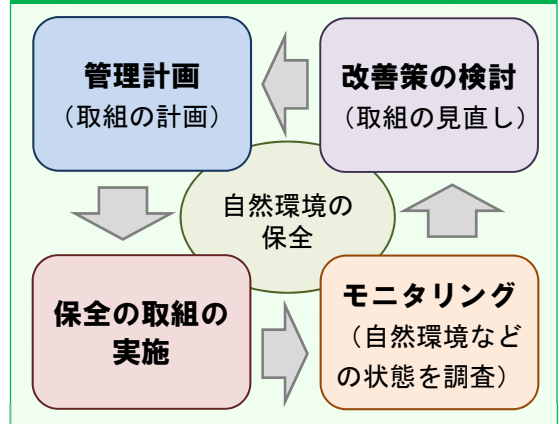 管理計画
（取組の計画）
改善策の検討
（取組の見直し）
自然環境の
保全
保全の取組の
実施
モニタリング
（自然環境など
の状態を調査）